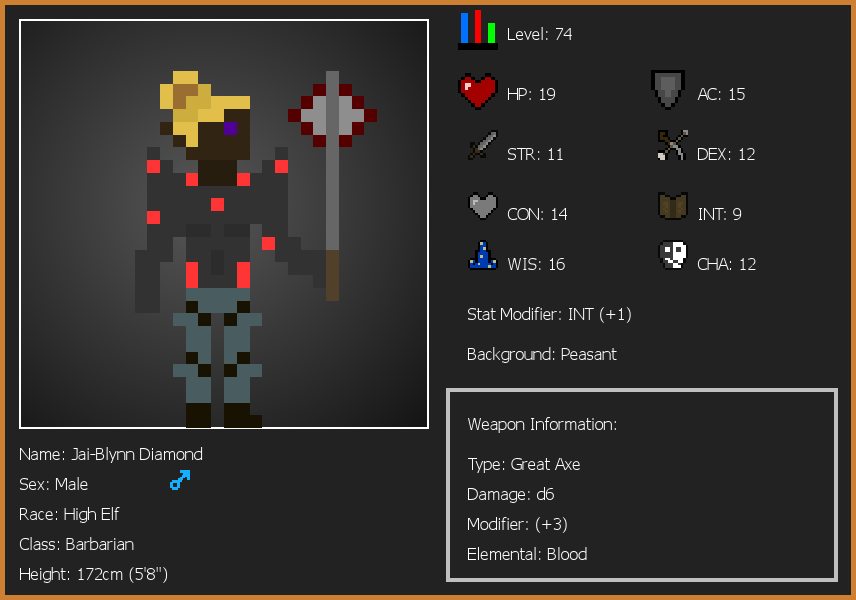 Level: 74
HP: 19
AC: 15
STR: 11
DEX: 12
CON: 14
INT: 9
WIS: 16
CHA: 12
Stat Modifier: INT (+1)
Background: Peasant
Weapon Information:
Type: Great Axe
Damage: d6
Modifier: (+3)
Elemental: Blood
Name: Jai-Blynn Diamond
Sex: Male
Race: High Elf
Class: Barbarian
Height: 172cm (5'8")